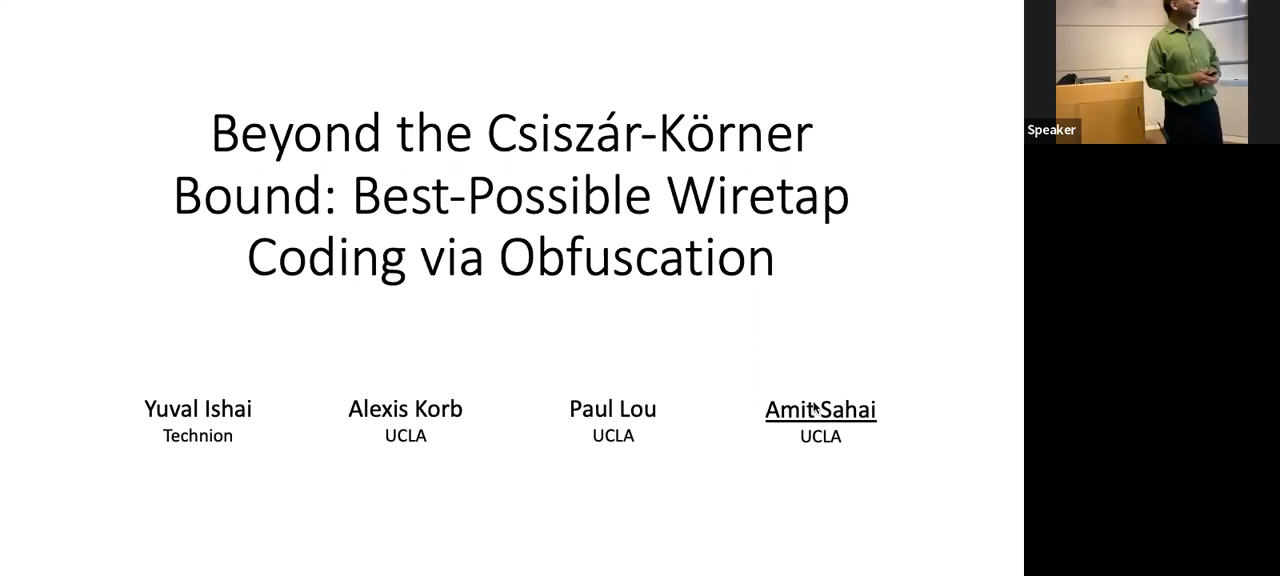 Beyond the Csiszár-Körner
Bound: Best-Possible Wiretap
Coding via Obfuscation
Yuval Ishai
Technion
Alexis Korb
UCLA
Paul Lou
UCLA
Amit Sahai
UCLA
Speaker